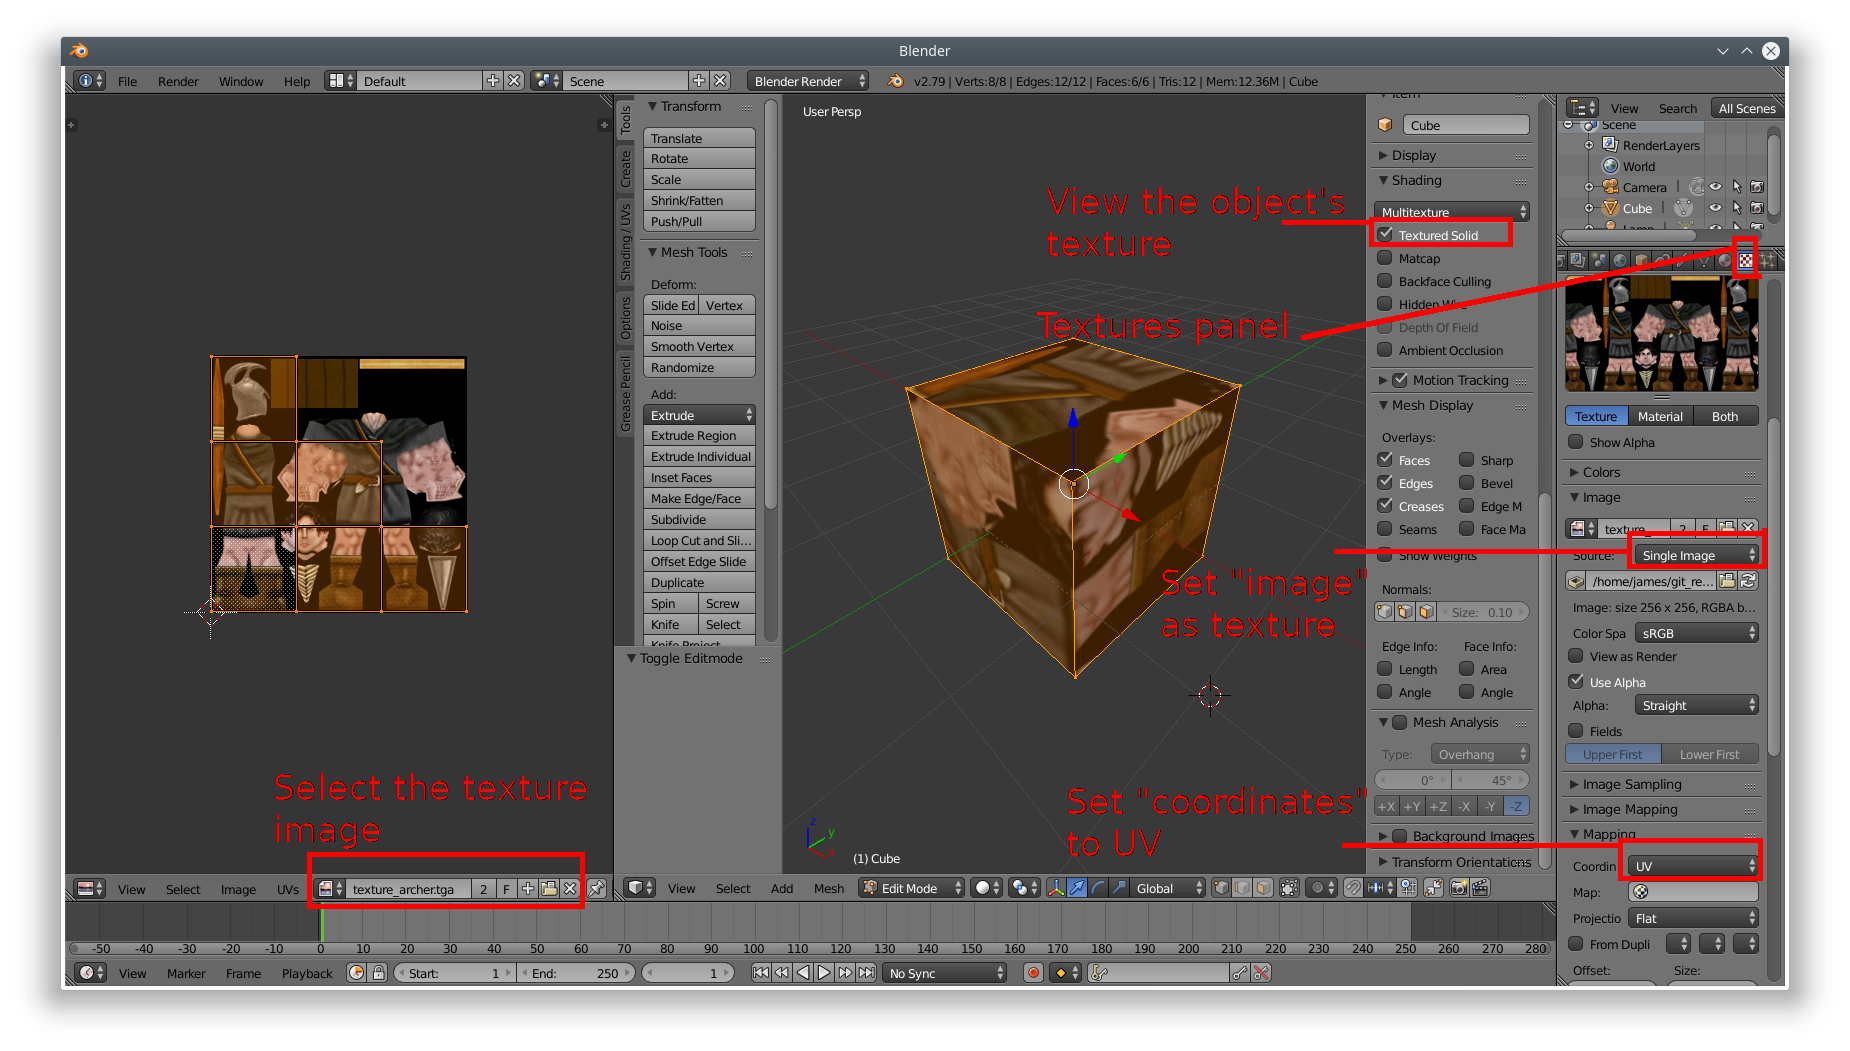 Blender
File Render Window Help Default Scene Blender Render v2.79 | Verts:8/8 | Edges:12/12 | Faces:6/6 | Tris:12 | Mem:12.36M | Cube
Tools
Create
Shading / UVs
Options
Grease Pencil
Transform
Translate
Rotate
Scale
Shrink/Fatten
Push/Pull
Mesh Tools
Deform:
Slide Ed Vertex
Noise
Smooth Vertex
Randomize
Add:
Extrude
Extrude Region
Extrude Individual
Inset Faces
Make Edge/Face
Subdivide
Loop Cut and Sli...
Offset Edge Slide
Duplicate
Spin Screw
Knife Select
Knife Project
Toggle Editmode
User Persp
View the object's
texture
Textures panel
Set "image"
as texture
Set "coordinates"
to UV
Select the texture
image
z
y
x
(1) Cube
Item
Cube
Display
Shading
Multitexture
Textured Solid
Matcap
Backface Culling
Hidden Wire
Depth Of Field
Ambient Occlusion
Motion Tracking
Mesh Display
Overlays:
Faces Sharp
Edges Bevel
Creases Edge M
Seams Face Ma
Show Weights
Normals:
Size: 0.10
Edge Info: Face Info:
Length Area
Angle Angle
Mesh Analysis
Type: Overhang
0° 45°
+X +Y +Z -X -Y -Z
Background Images
Transform Orientations
View Search All Scenes
Scene
RenderLayers
World
Camera
Cube
Lamp
Texture Material Both
Show Alpha
Colors
Image
texture_ 2 F
Source: Single Image
/home/james/git_re...
Image: size 256 x 256, RGBA b...
Color Spa sRGB
View as Render
Use Alpha
Alpha: Straight
Fields
Upper First Lower First
Image Sampling
Image Mapping
Mapping
Coordin UV
Map:
Projectio Flat
From Dupli
Offset: Size:
View Select Image UVs texture_archer.tga 2 F
View Select Add Mesh Edit Mode Global
-50 -40 -30 -20 -10 0 10 20 30 40 50 60 70 80 90 100 110 120 130 140 150 160 170 180 190 200 210 220 230 240 250 260 270 280
View Marker Frame Playback Start: 1 End: 250 1 No Sync